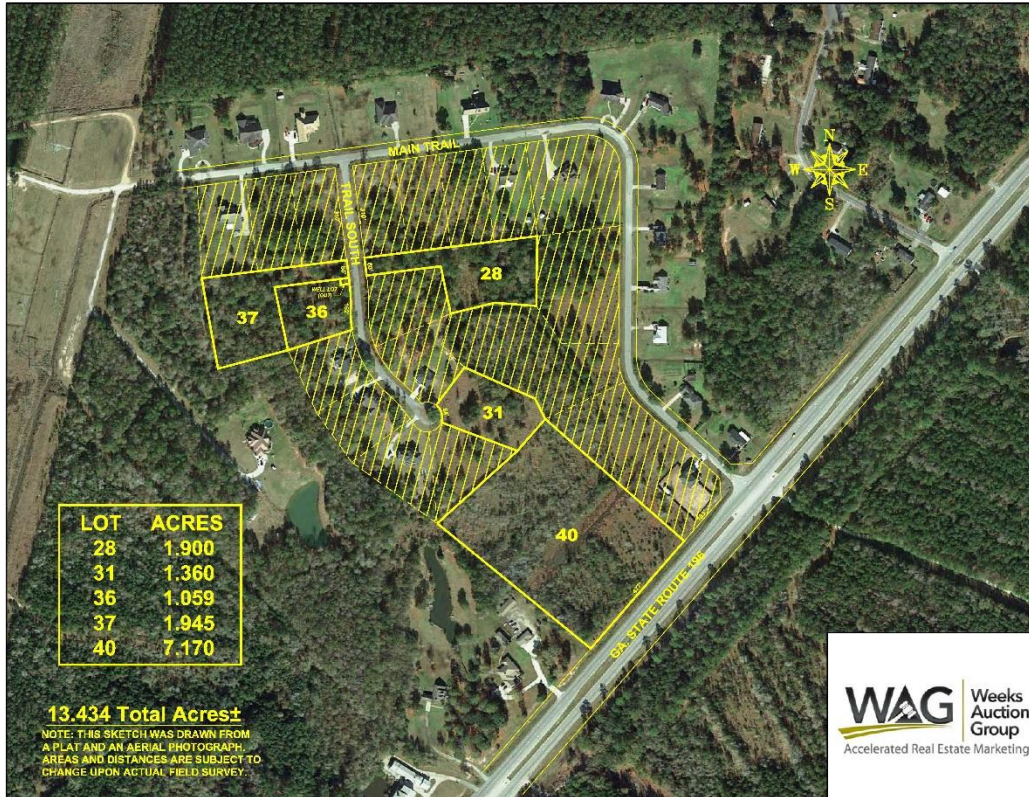 MAIN TRAIL
N
W E
S
TRAIL SOUTH
28
37
36
WELL LOT
(OUT)
31
40
GA. STATE ROUTE 196
LOT ACRES
28 1.900
31 1.360
36 1.059
37 1.945
40 7.170
13.434 Total Acres±
NOTE: THIS SKETCH WAS DRAWN FROM
A PLAT AND AN AERIAL PHOTOGRAPH.
AREAS AND DISTANCES ARE SUBJECT TO
CHANGE UPON ACTUAL FIELD SURVEY.
WAG
Weeks
Auction
Group
Accelerated Real Estate Marketing